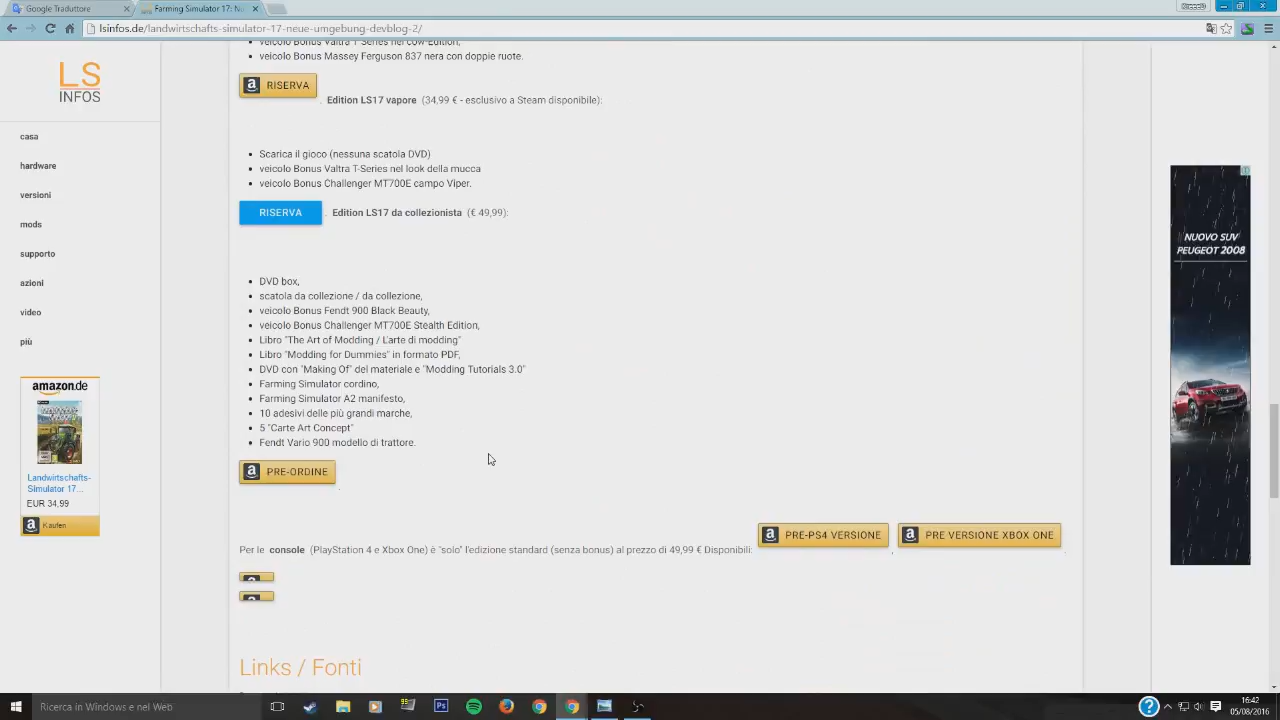 Google Traduttore
Farming Simulator 17: N
lsinfos.de/landwirtschafts-simulator-17-neue-umgebung-devblog-2/
LS
INFOS
casa
hardware
versioni
mods
supporto
azioni
video
più
amazon.de
Landwirtschafts-
Simulator 17...
EUR 34,99
Kaufen
veicolo Bonus Valtra T Series nel cow-Edition,
• veicolo Bonus Massey Ferguson 837 nera con doppie ruote.
RISERVA
. Edition LS17 vapore (34,99 € - esclusivo a Steam disponibile):
• Scarica il gioco (nessuna scatola DVD)
• veicolo Bonus Valtra T-Series nel look della mucca
• veicolo Bonus Challenger MT700E campo Viper.
RISERVA . Edition LS17 da collezionista (€ 49,99):
• DVD box,
• scatola da collezione / da collezione,
• veicolo Bonus Fendt 900 Black Beauty,
• veicolo Bonus Challenger MT700E Stealth Edition,
• Libro "The Art of Modding / L'arte di modding"
• Libro "Modding for Dummies" in formato PDF,
• DVD con "Making Of" del materiale e "Modding Tutorials 3.0"
• Farming Simulator cordino,
• Farming Simulator A2 manifesto,
• 10 adesivi delle più grandi marche,
• 5 "Carte Art Concept"
• Fendt Vario 900 modello di trattore.
PRE-ORDINE .
Per le console (PlayStation 4 e Xbox One) è "solo" l'edizione standard (senza bonus) al prezzo di 49,99 € Disponibili: PRE-PS4 VERSIONE , PRE VERSIONE XBOX ONE .
Links / Fonti
NUOVO SUV
PEUGEOT 2008
Ricerca in Windows e nel Web
16:42
05/08/2016